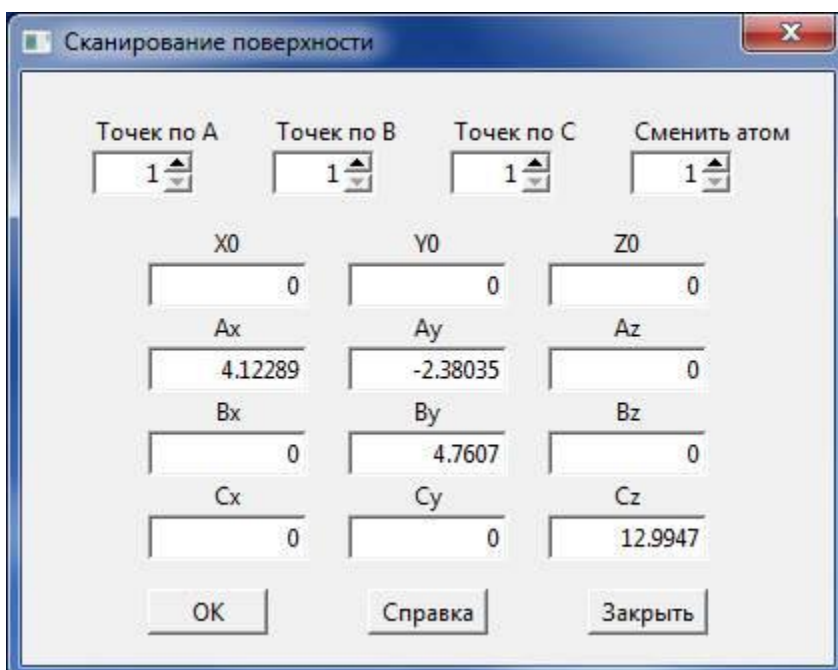 Сканирование поверхности
Точек по A Точек по B Точек по C Сменить атом
1 1 1 1
X0 Y0 Z0
0 0 0
Ax Ay Az
4.12289 -2.38035 0
Bx By Bz
0 4.7607 0
Cx Cy Cz
0 0 12.9947
OK Справка Закрыть